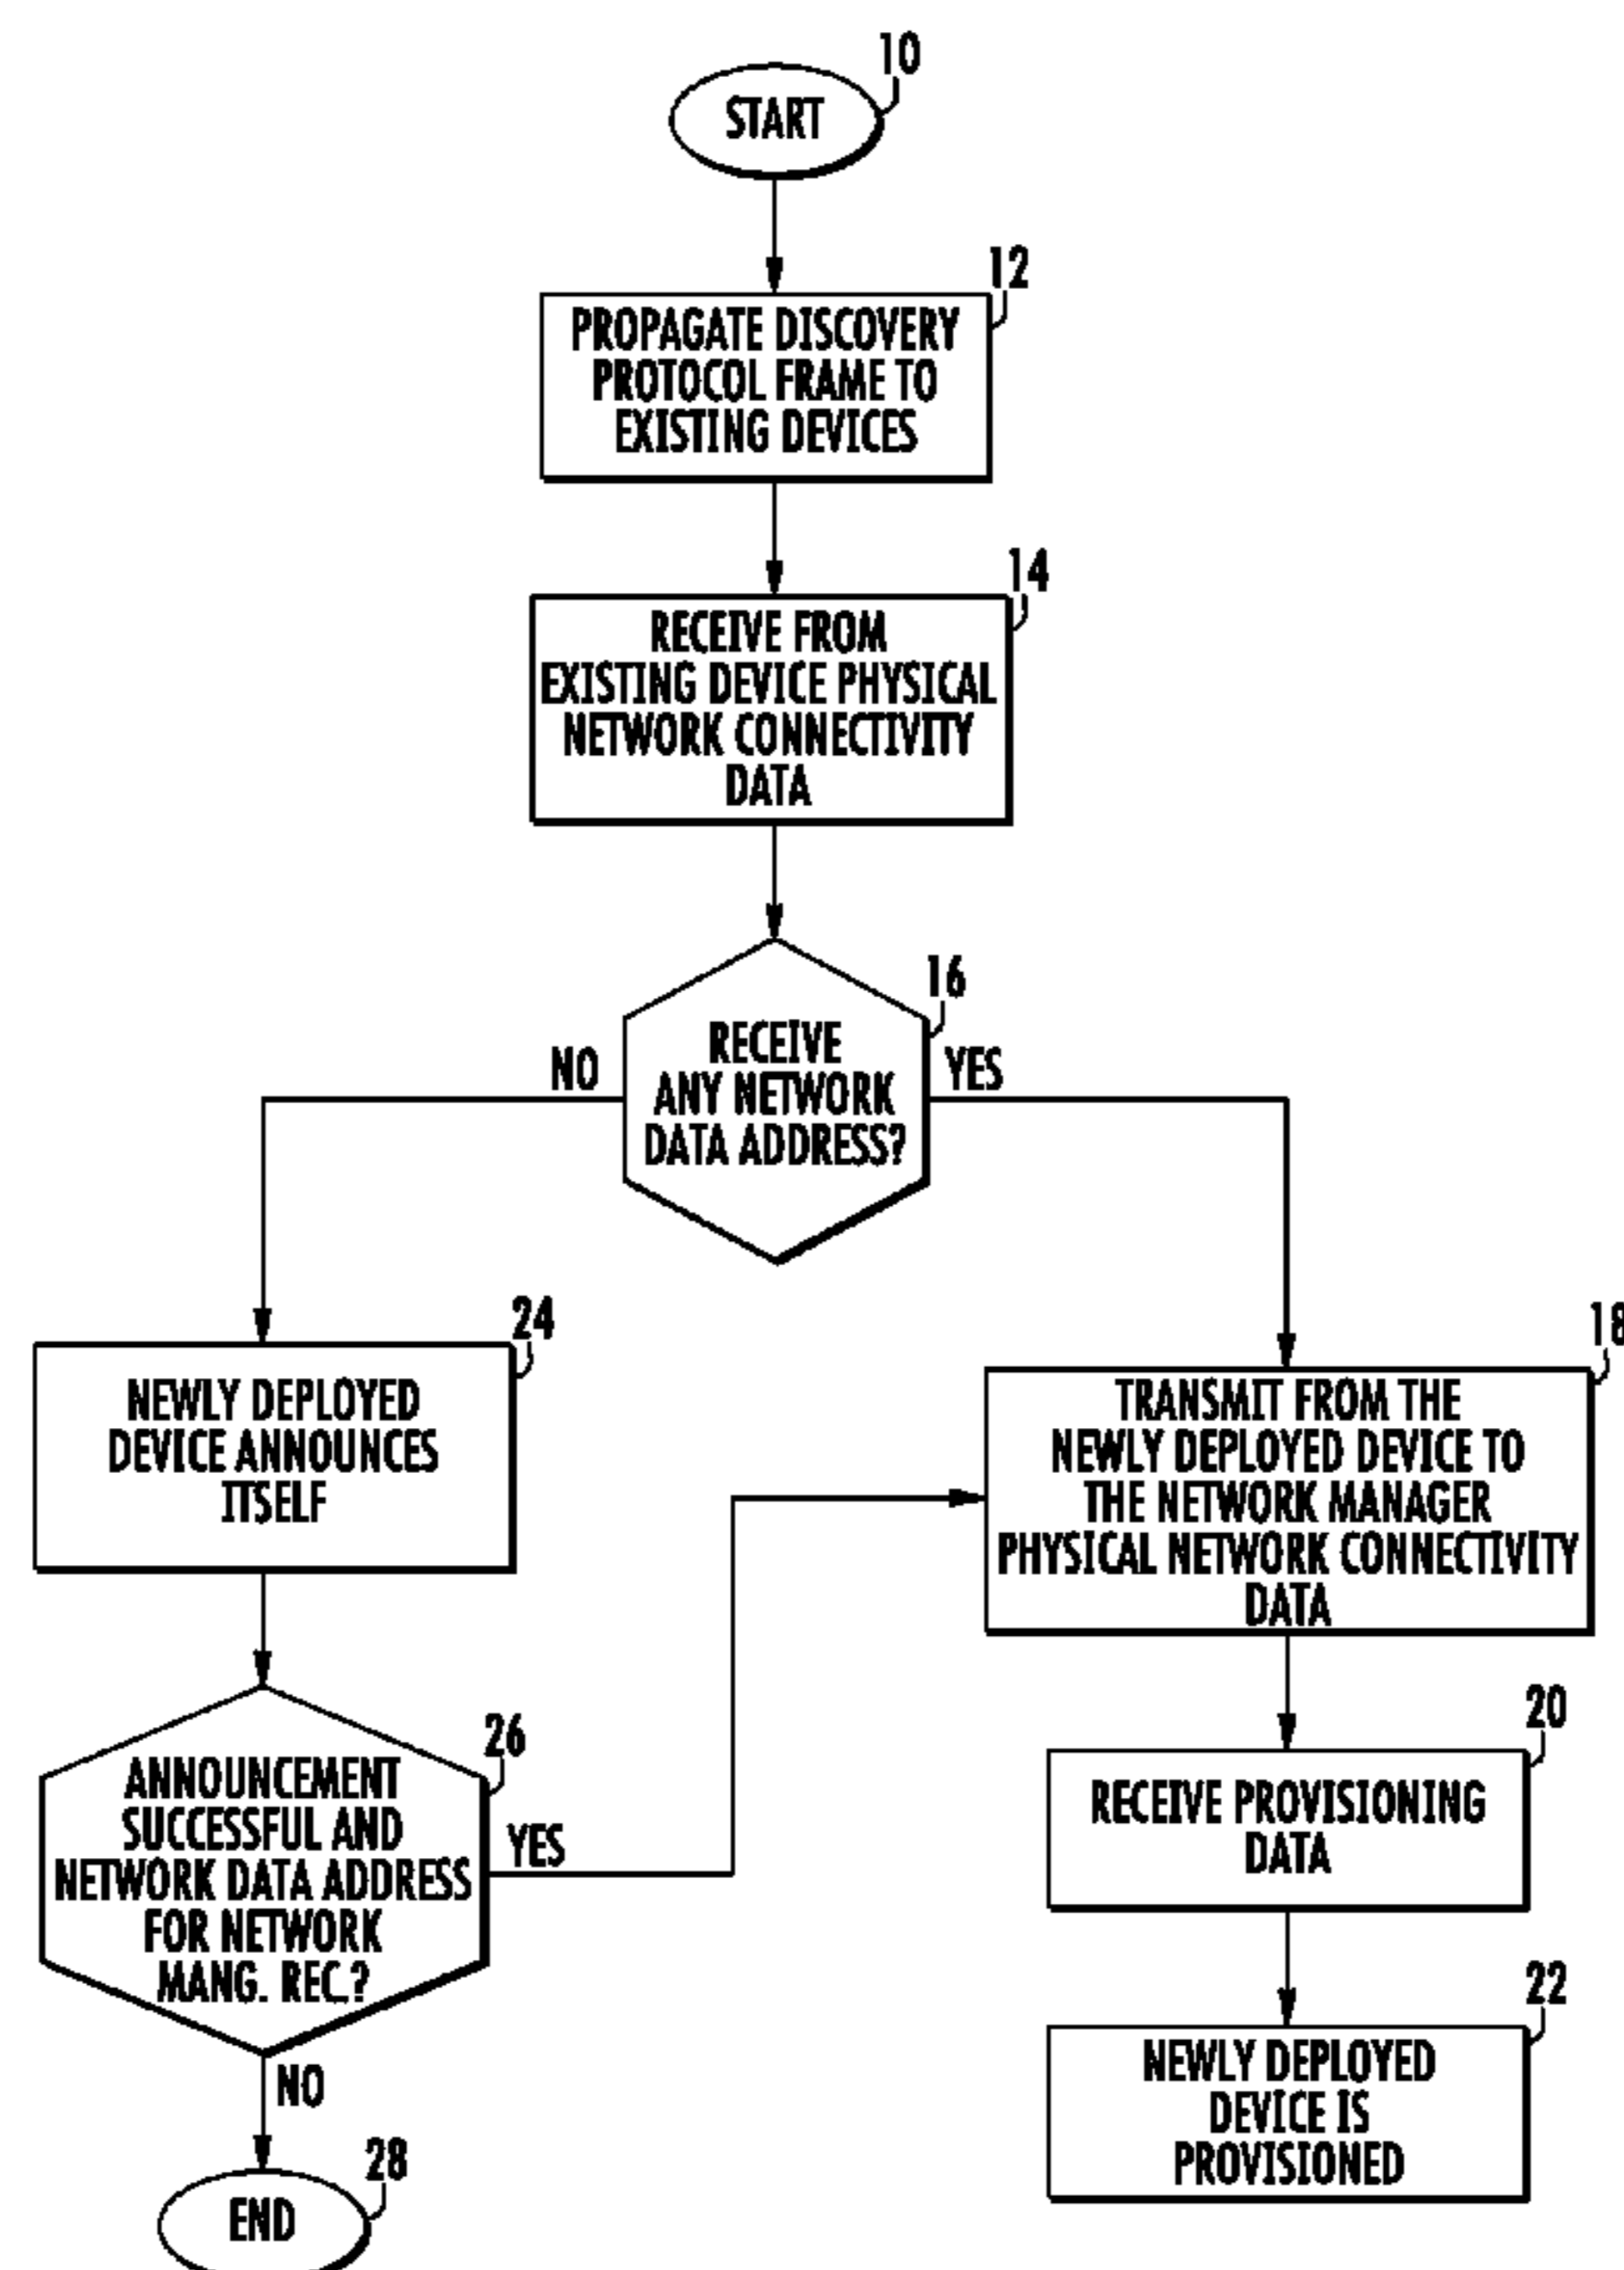 10
START
12
PROPAGATE DISCOVERY
PROTOCOL FRAME TO
EXISTING DEVICES
14
RECEIVE FROM
EXISTING DEVICE PHYSICAL
NETWORK CONNECTIVITY
DATA
16
RECEIVE
ANY NETWORK
DATA ADDRESS?
NO
YES
24
NEWLY DEPLOYED
DEVICE ANNOUNCES
ITSELF
18
TRANSMIT FROM THE
NEWLY DEPLOYED DEVICE TO
THE NETWORK MANAGER
PHYSICAL NETWORK CONNECTIVITY
DATA
26
ANNOUNCEMENT
SUCCESSFUL AND
NETWORK DATA ADDRESS
FOR NETWORK
MANG. REC.?
YES
NO
20
RECEIVE PROVISIONING
DATA
22
NEWLY DEPLOYED
DEVICE IS
PROVISIONED
28
END